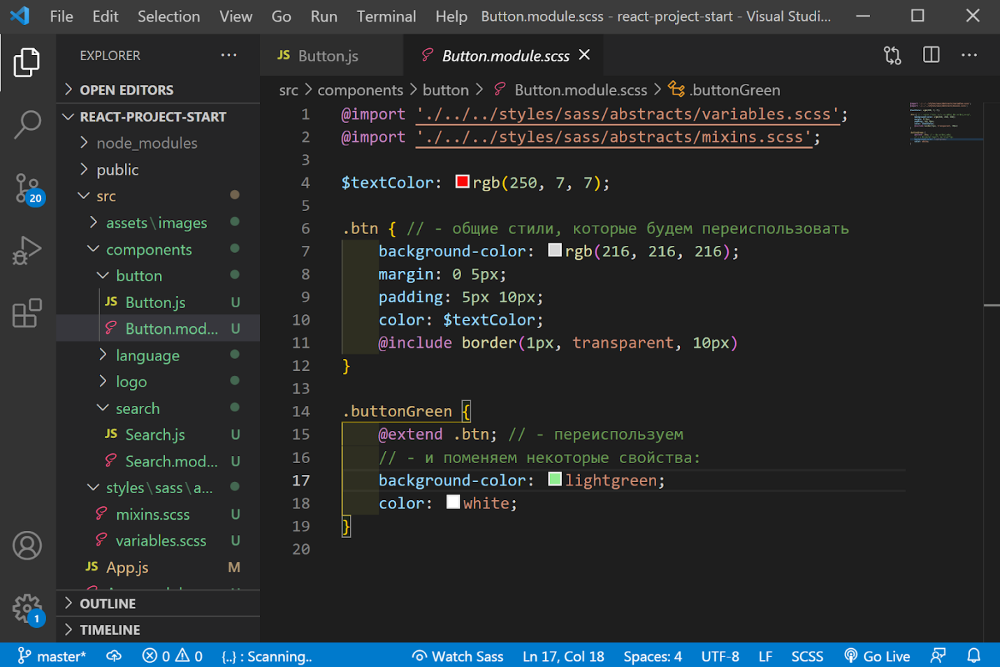 File Edit Selection View Go Run Terminal Help Button.module.scss - react-project-start - Visual Studi...
EXPLORER
OPEN EDITORS
REACT-PROJECT-START
node_modules
public
src
assets\images
components
button
JS Button.js U
Button.mod... U
language
logo
search
JS Search.js U
Search.mod... U
styles\sass\a...
mixins.scss U
variables.scss U
JS App.js M
OUTLINE
TIMELINE
20
1
JS Button.js
Button.module.scss
src > components > button > Button.module.scss > .buttonGreen
1 @import './../../styles/sass/abstracts/variables.scss';
2 @import './../../styles/sass/abstracts/mixins.scss';
3
4 $textColor: rgb(250, 7, 7);
5
6 .btn { // - общие стили, которые будем переиспользовать
7 background-color: rgb(216, 216, 216);
8 margin: 0 5px;
9 padding: 5px 10px;
10 color: $textColor;
11 @include border(1px, transparent, 10px)
12 }
13
14 .buttonGreen {
15 @extend .btn; // - переиспользуем
16 // - и поменяем некоторые свойства:
17 background-color: lightgreen;
18 color: white;
19 }
20
master* 0 0 {..} : Scanning.. Watch Sass Ln 17, Col 18 Spaces: 4 UTF-8 LF SCSS Go Live